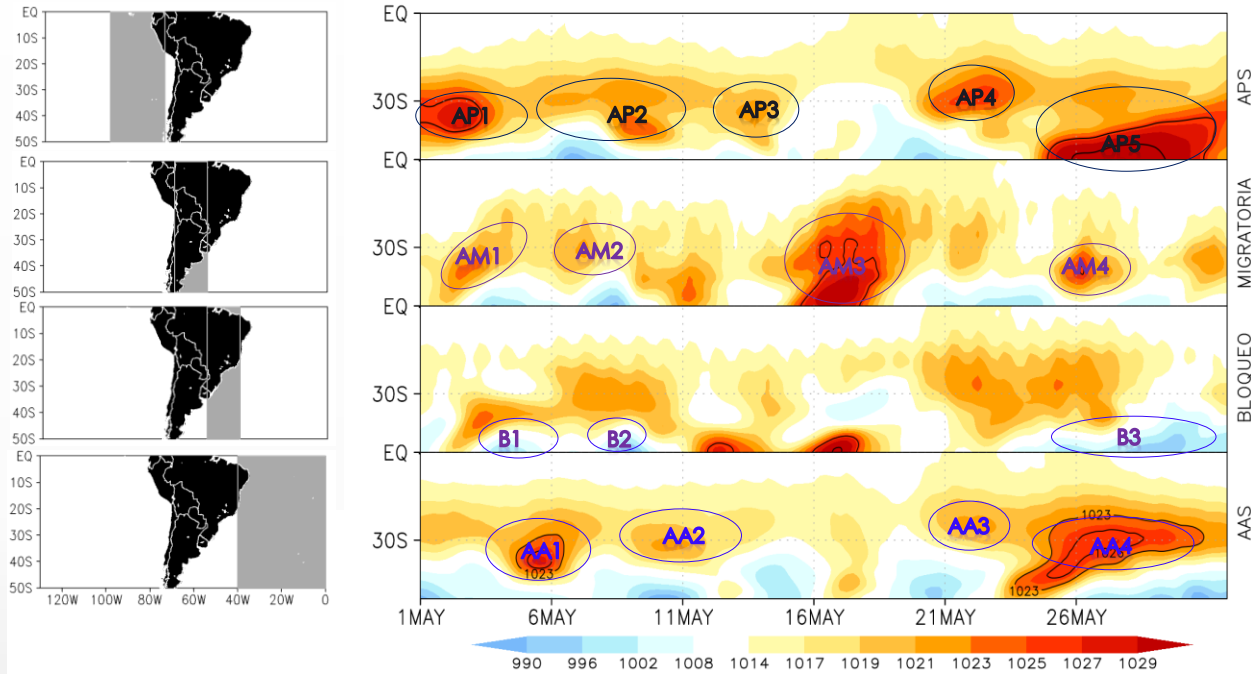 EQ
10S
20S
30S
40S
50S
EQ
10S
20S
30S
40S
50S
EQ
10S
20S
30S
40S
50S
EQ
10S
20S
30S
40S
50S
120W 100W 80W 60W 40W 20W 0
EQ
30S
AP1 AP2 AP3 AP4 AP5
APS
EQ
30S
AM1 AM2 AM3 AM4
MIGRATORIA
EQ
30S
B1 B2 B3
BLOQUEO
EQ
30S
AA1 AA2 AA3 AA4
1023
1023
1023
AAS
1MAY 6MAY 11MAY 16MAY 21MAY 26MAY
990 996 1002 1008 1014 1017 1019 1021 1023 1025 1027 1029